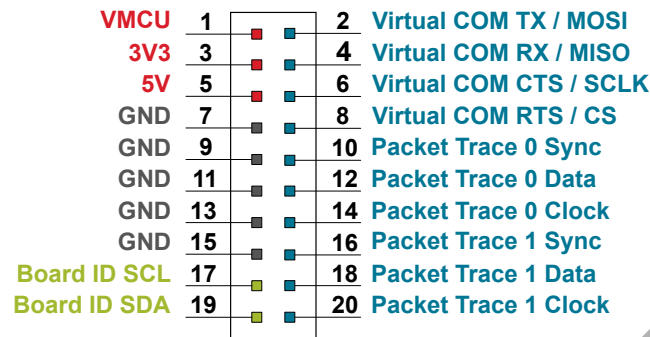 VMCU 1 2 Virtual COM TX / MOSI
3V3 3 4 Virtual COM RX / MISO
5V 5 6 Virtual COM CTS / SCLK
GND 7 8 Virtual COM RTS / CS
GND 9 10 Packet Trace 0 Sync
GND 11 12 Packet Trace 0 Data
GND 13 14 Packet Trace 0 Clock
GND 15 16 Packet Trace 1 Sync
Board ID SCL 17 18 Packet Trace 1 Data
Board ID SDA 19 20 Packet Trace 1 Clock